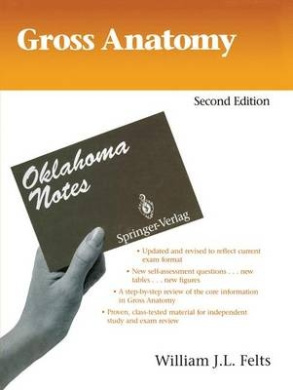 Gross Anatomy
Second Edition
Oklahoma
Notes
Springer-Verlag
• Updated and revised to reflect current
exam format
• New self-assessment questions . . . new
tables . . . new figures
• A step-by-step review of the core information
in Gross Anatomy
• Proven, class-tested material for independent
study and exam review
William J.L. Felts